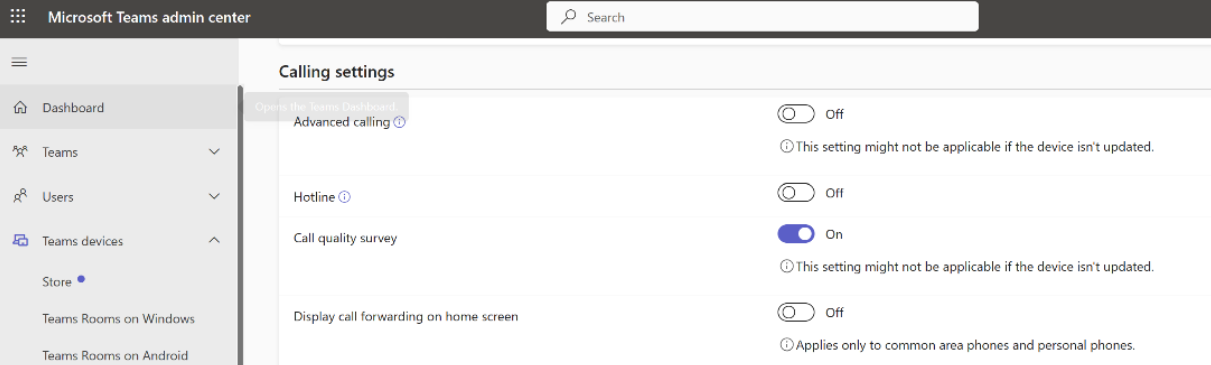 Microsoft Teams admin center
Search
Dashboard
Teams
Users
Teams devices
Store
Teams Rooms on Windows
Teams Rooms on Android
Opens the Teams Dashboard.
Calling settings
Advanced calling
Off
This setting might not be applicable if the device isn't updated.
Hotline
Off
Call quality survey
On
This setting might not be applicable if the device isn't updated.
Display call forwarding on home screen
Off
Applies only to common area phones and personal phones.